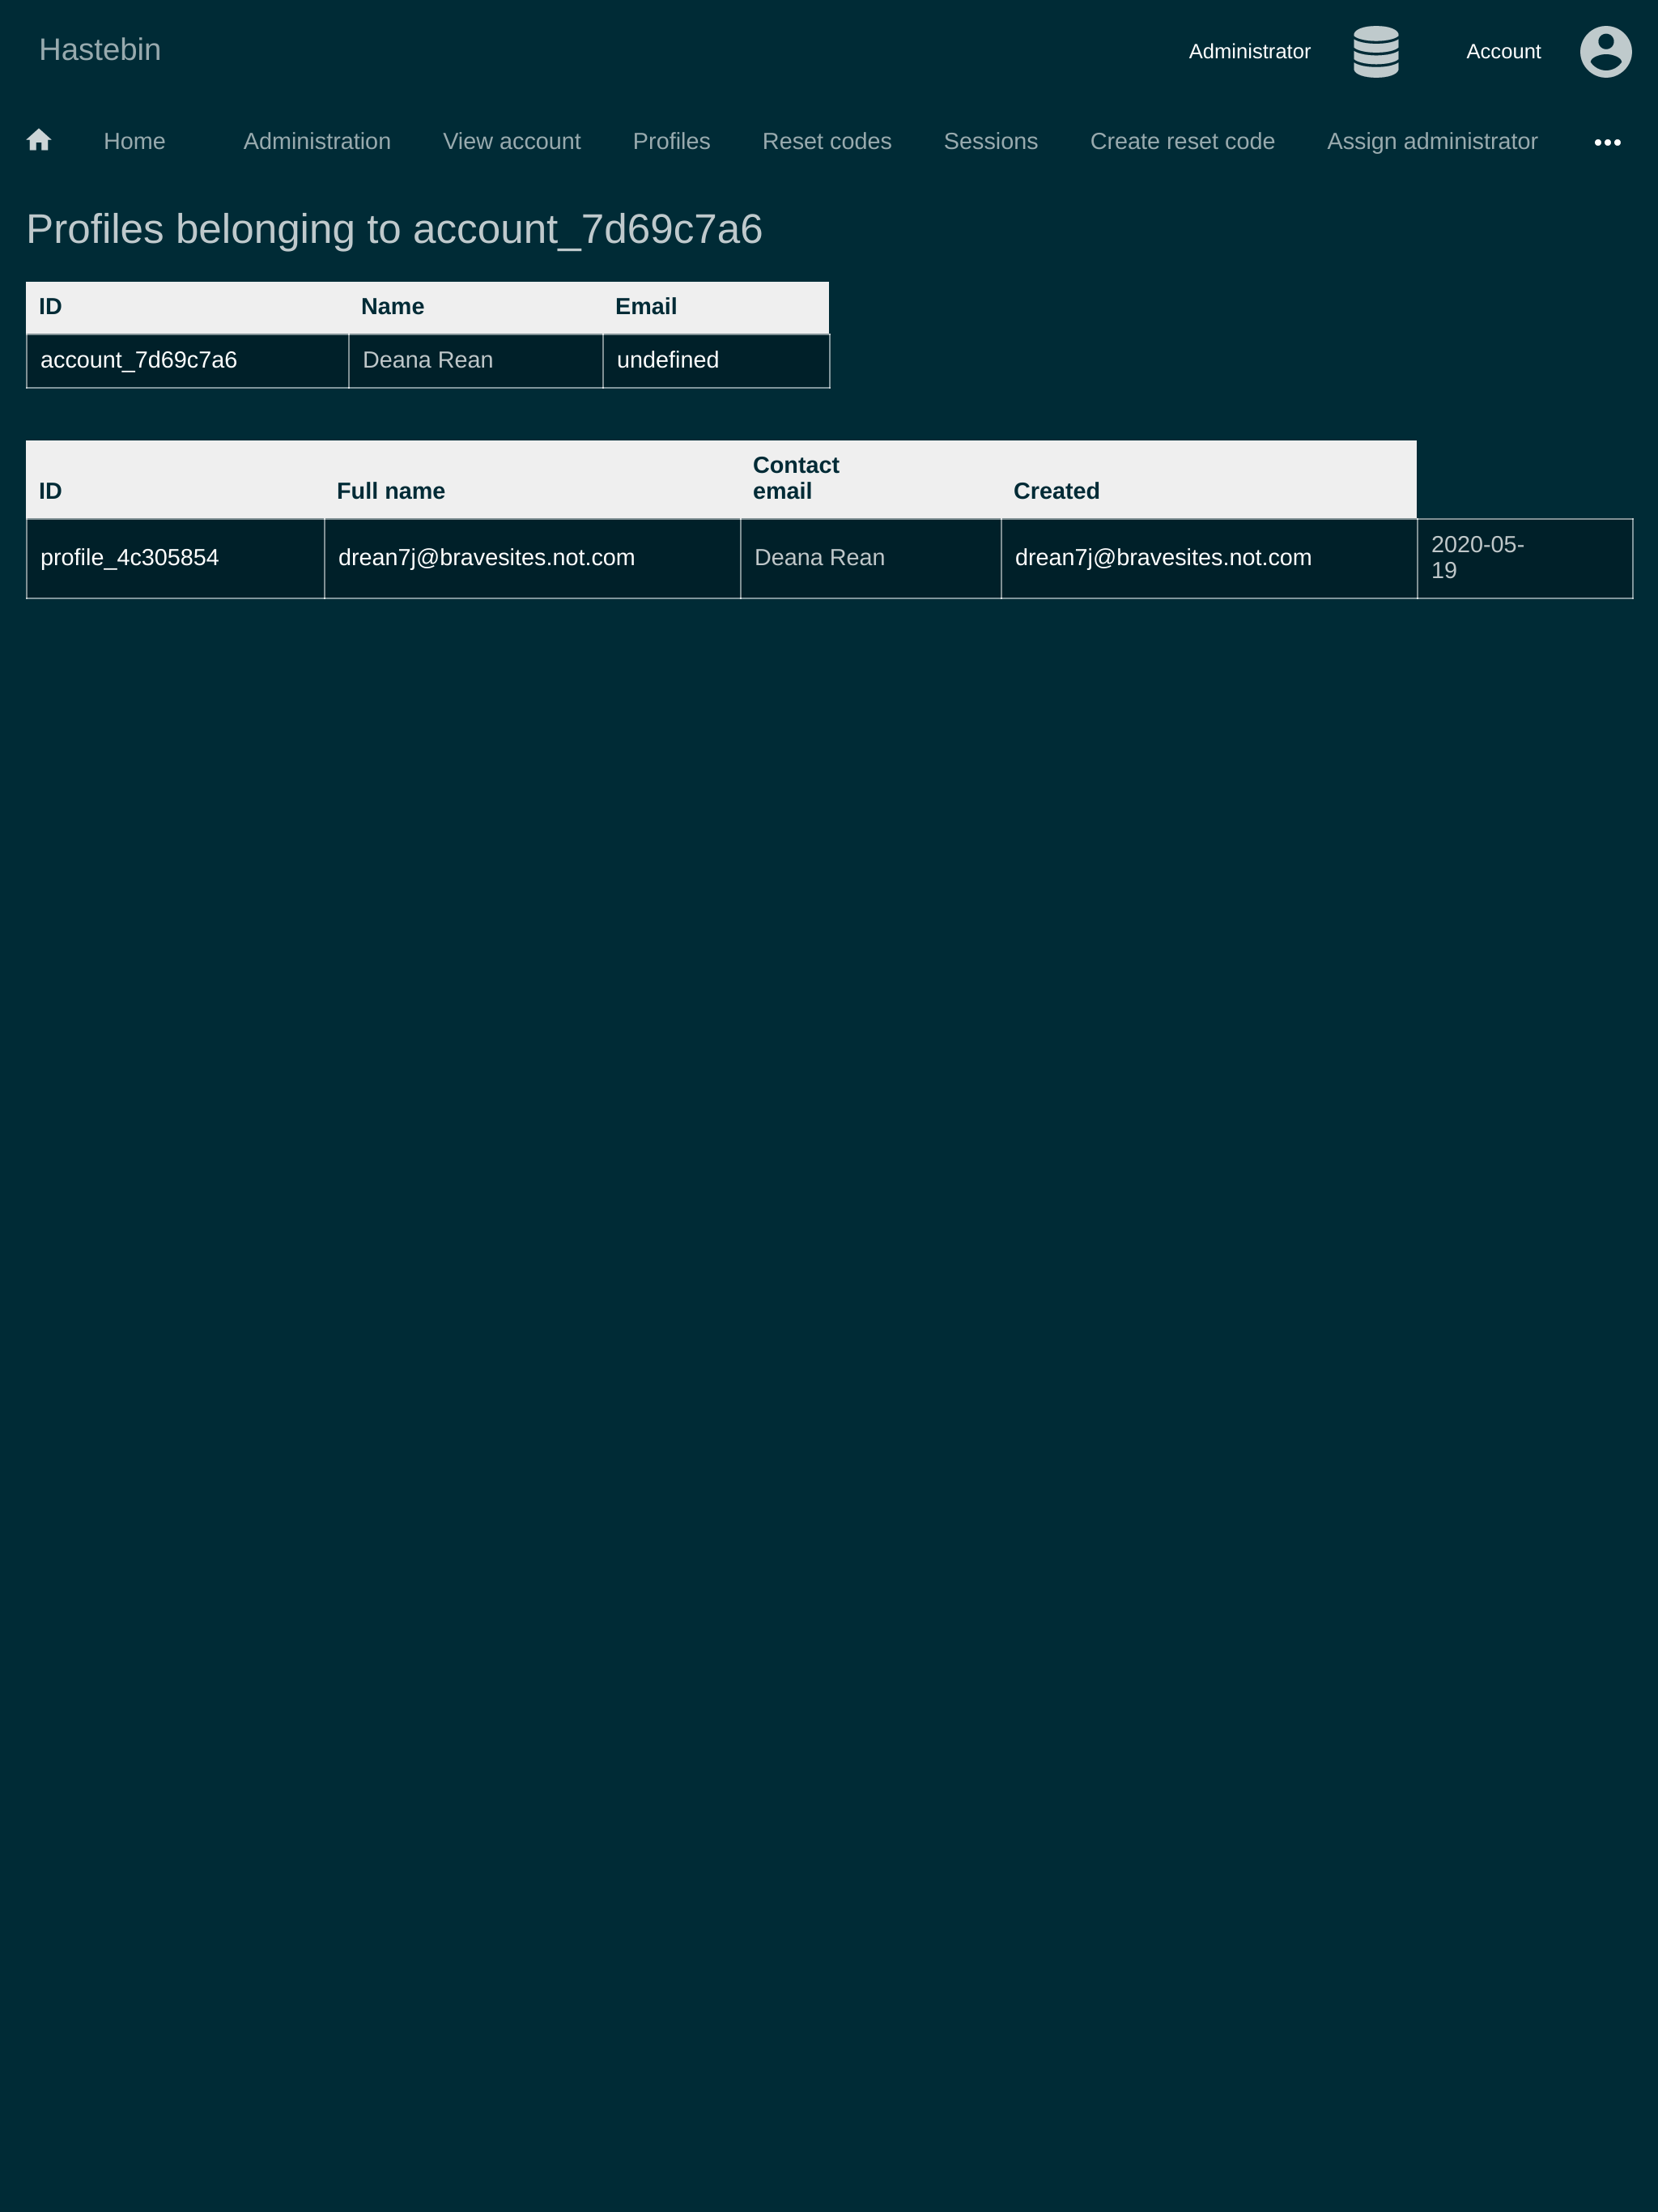 Hastebin
Administrator Account
Home Administration View account Profiles Reset codes Sessions Create reset code Assign administrator
Profiles belonging to account_7d69c7a6
ID Name Email
account_7d69c7a6 Deana Rean undefined
ID Full name Contact email Created
profile_4c305854 drean7j@bravesites.not.com Deana Rean drean7j@bravesites.not.com 2020-05-19